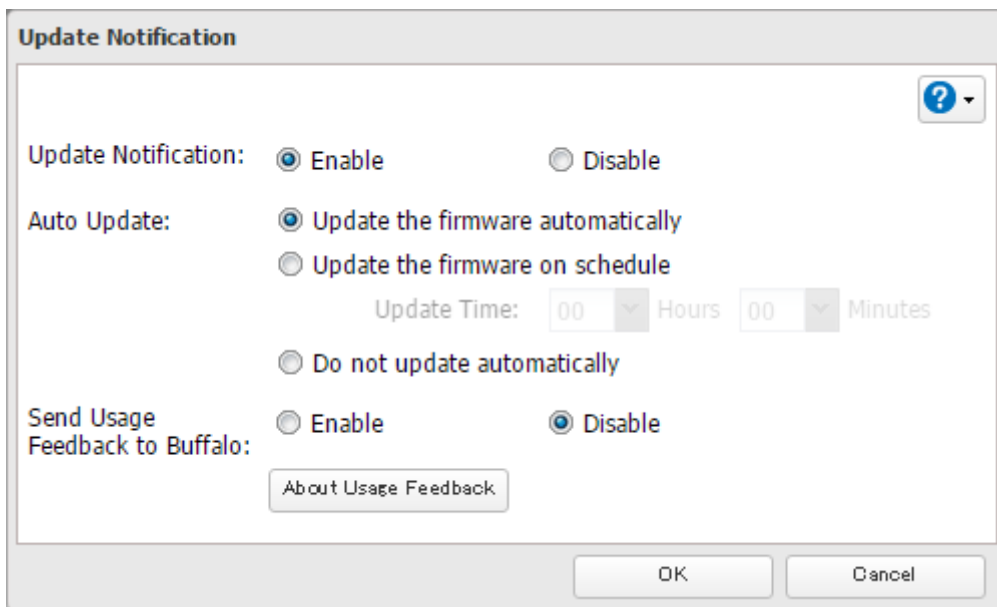 Update Notification
?
Update Notification: Enable Disable
Auto Update: Update the firmware automatically
Update the firmware on schedule
Update Time: 00 Hours 00 Minutes
Do not update automatically
Send Usage
Feedback to Buffalo: Enable Disable
About Usage Feedback
OK Cancel